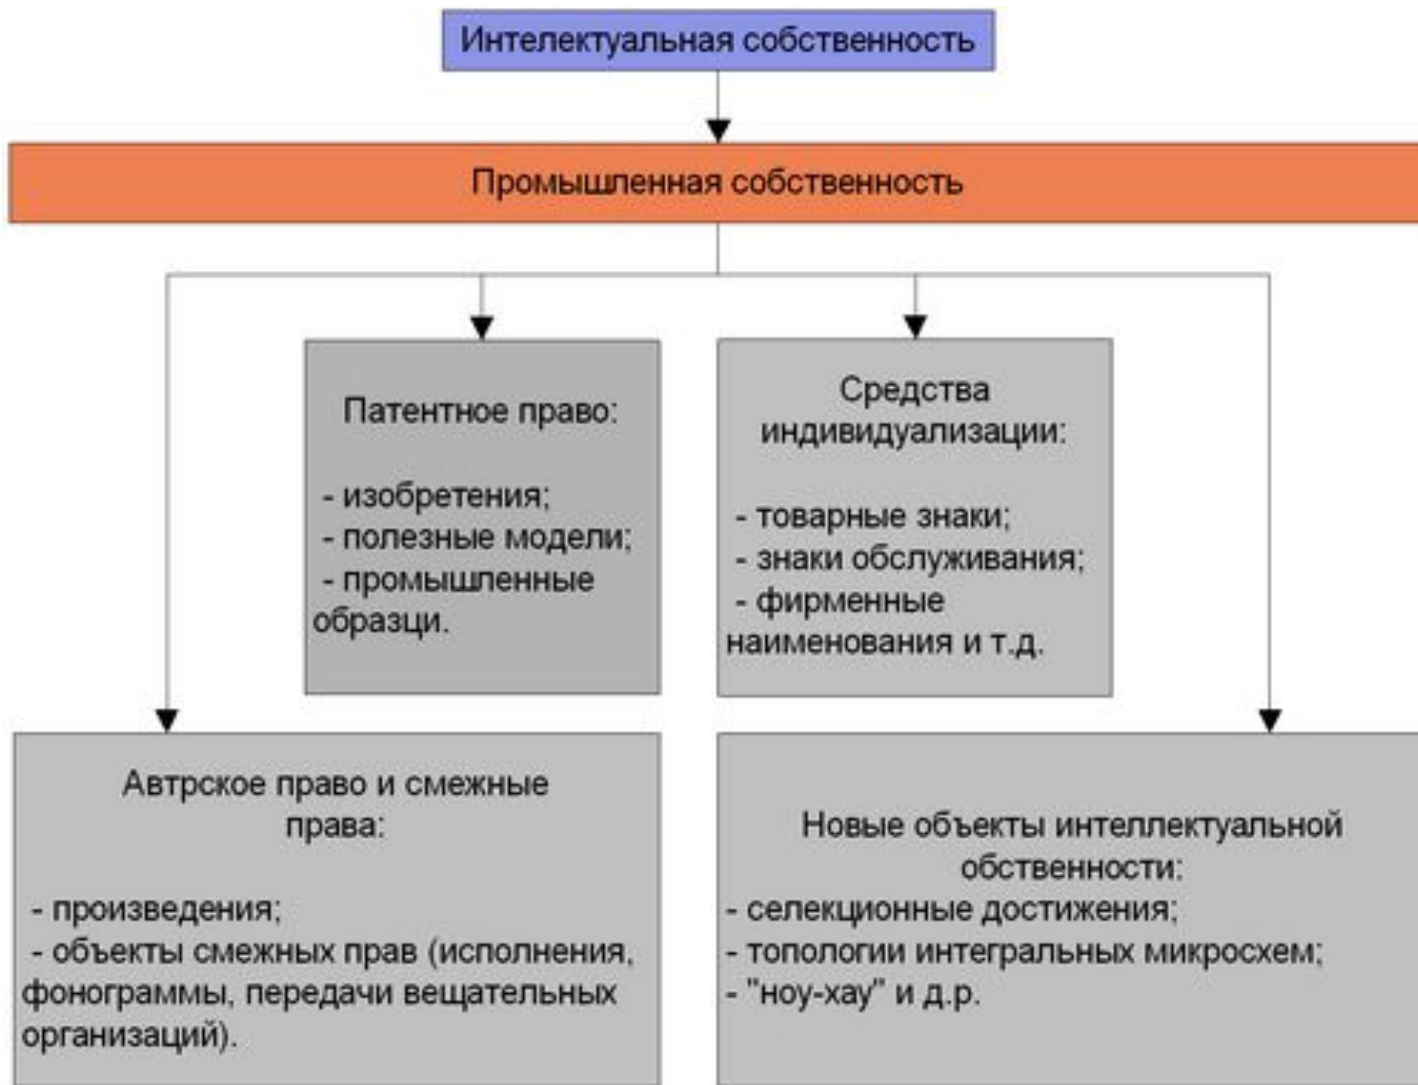 Интелектуальная собственность
Промышленная собственность
Патентное право:
- изобретения;
- полезные модели;
- промышленные
образци.
Средства
индивидуализации:
- товарные знаки;
- знаки обслуживания;
- фирменные
наименования и т.д.
Автрское право и смежные
права:
- произведения;
- объекты смежных прав (исполнения,
фонограммы, передачи вещательных
организаций).
Новые объекты интеллектуальной
обственности:
- селекционные достижения;
- топологии интегральных микросхем;
- "ноу-хау" и д.р.